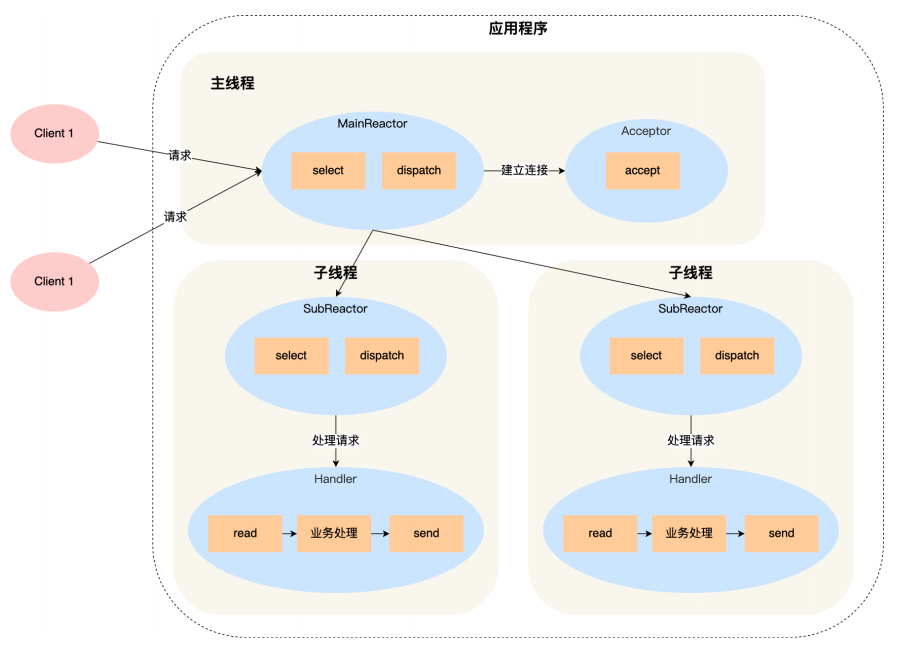 应用程序
主线程
MainReactor
select
dispatch
建立连接
Acceptor
accept
Client 1
请求
请求
Client 1
子线程
SubReactor
select
dispatch
处理请求
Handler
read
业务处理
send
子线程
SubReactor
select
dispatch
处理请求
Handler
read
业务处理
send